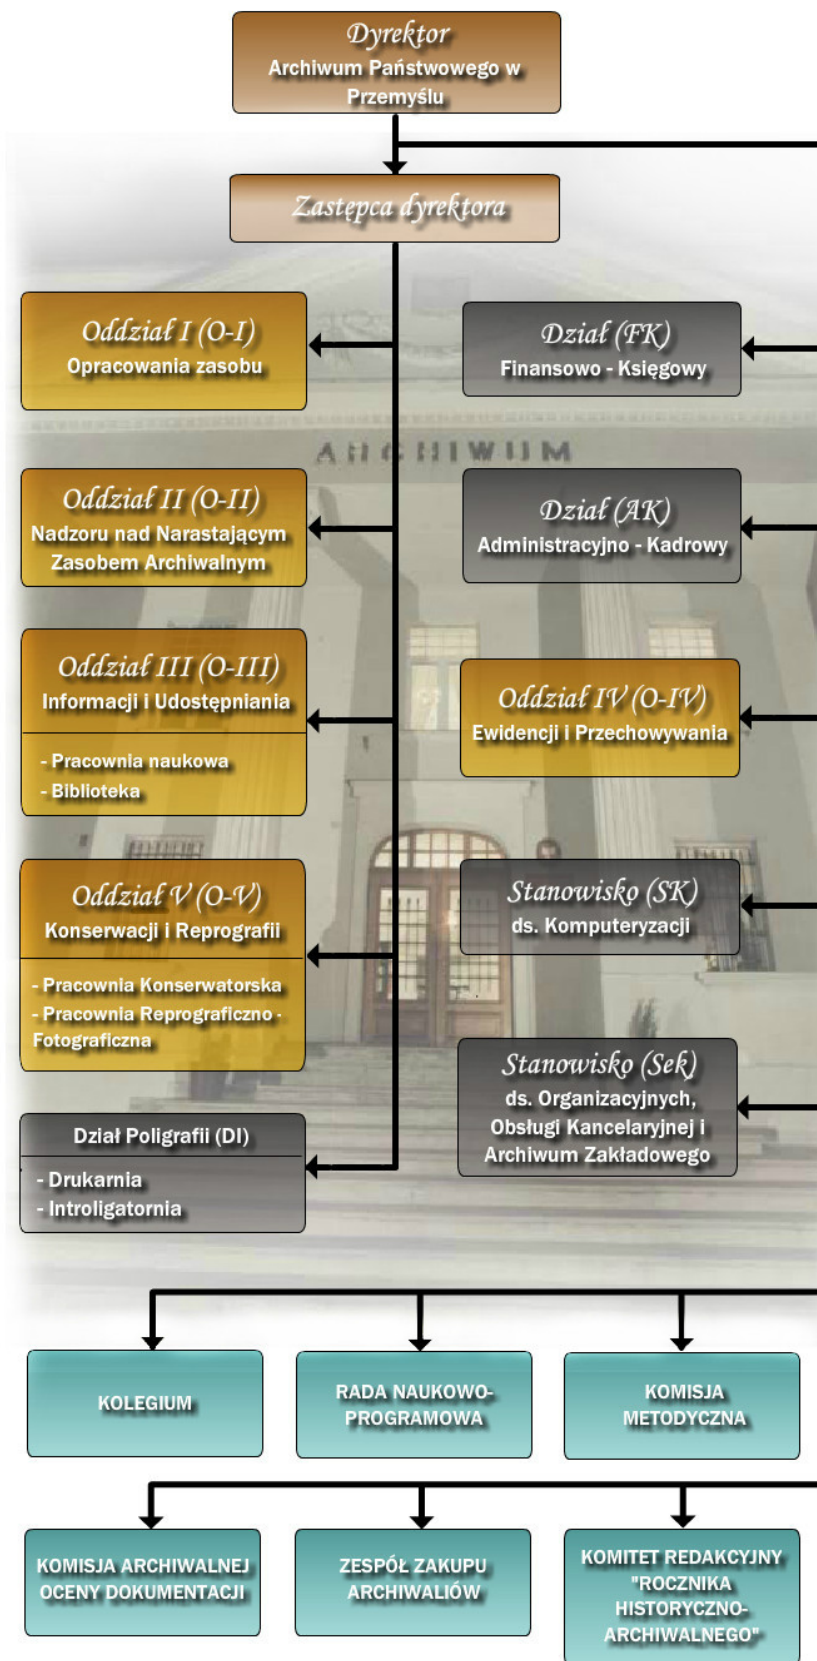 Dyrektor
Archiwum Państwowego w
Przemyślu
Zastępca dyrektora
Oddział I (O-I)
Opracowania zasobu
Dział (FK)
Finansowo - Księgowy
ARCHIWUM
Oddział II (O-II)
Nadzoru nad Narastającym
Zasobem Archiwalnym
Dział (AK)
Administracyjno - Kadrowy
Oddział III (O-III)
Informacji i Udostępniania
- Pracownia naukowa
- Biblioteka
Oddział IV (O-IV)
Ewidencji i Przechowywania
Oddział V (O-V)
Konserwacji i Reprografii
- Pracownia Konserwatorska
- Pracownia Reprograficzno -
Fotograficzna
Stanowisko (SK)
ds. Komputeryzacji
Stanowisko (Sek)
ds. Organizacyjnych,
Obsługi Kancelaryjnej i
Archiwum Zakładowego
Dział Poligrafii (DI)
- Drukarnia
- Introligatornia
KOLEGIUM
RADA NAUKOWO-
PROGRAMOWA
KOMISJA
METODYCZNA
KOMISJA ARCHIWALNEJ
OCENY DOKUMENTACJI
ZESPÓŁ ZAKUPU
ARCHIWALIÓW
KOMITET REDAKCYJNY
"ROCZNIKA
HISTORYCZNO-
ARCHIWALNEGO"